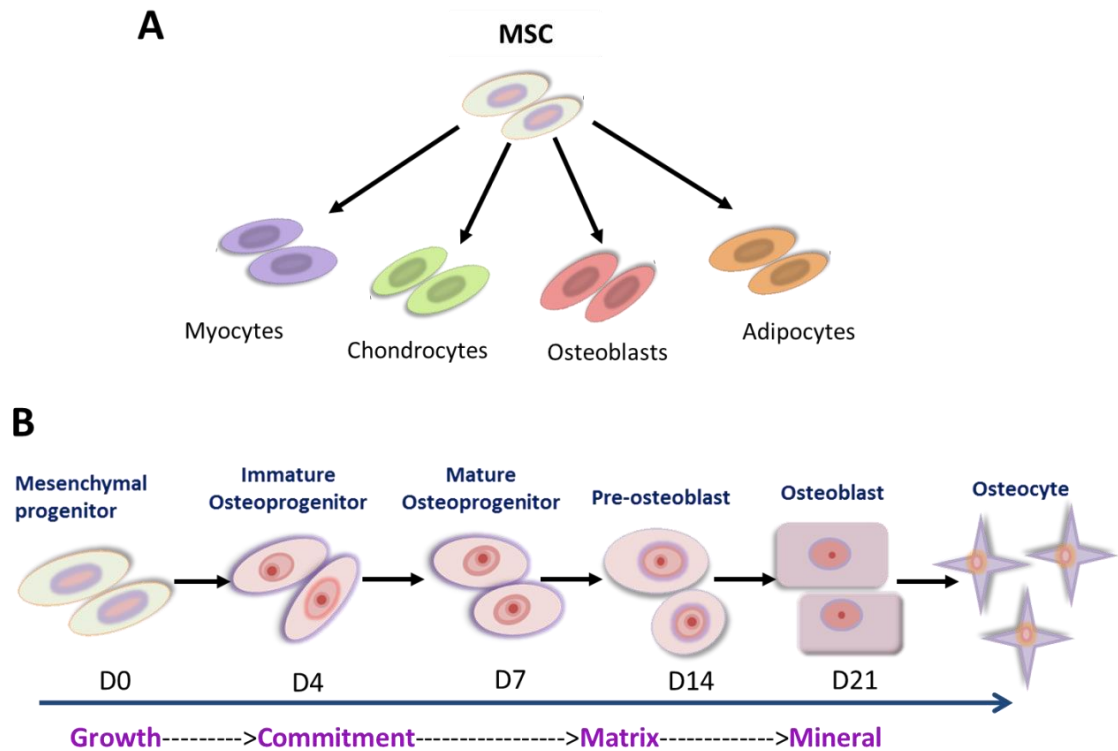 A
MSC
Myocytes
Chondrocytes
Osteoblasts
Adipocytes
B
Mesenchymal
progenitor
Immature
Osteoprogenitor
Mature
Osteoprogenitor
Pre-osteoblast
Osteoblast
Osteocyte
D0
D4
D7
D14
D21
Growth--------->Commitment--------------->Matrix------------>Mineral